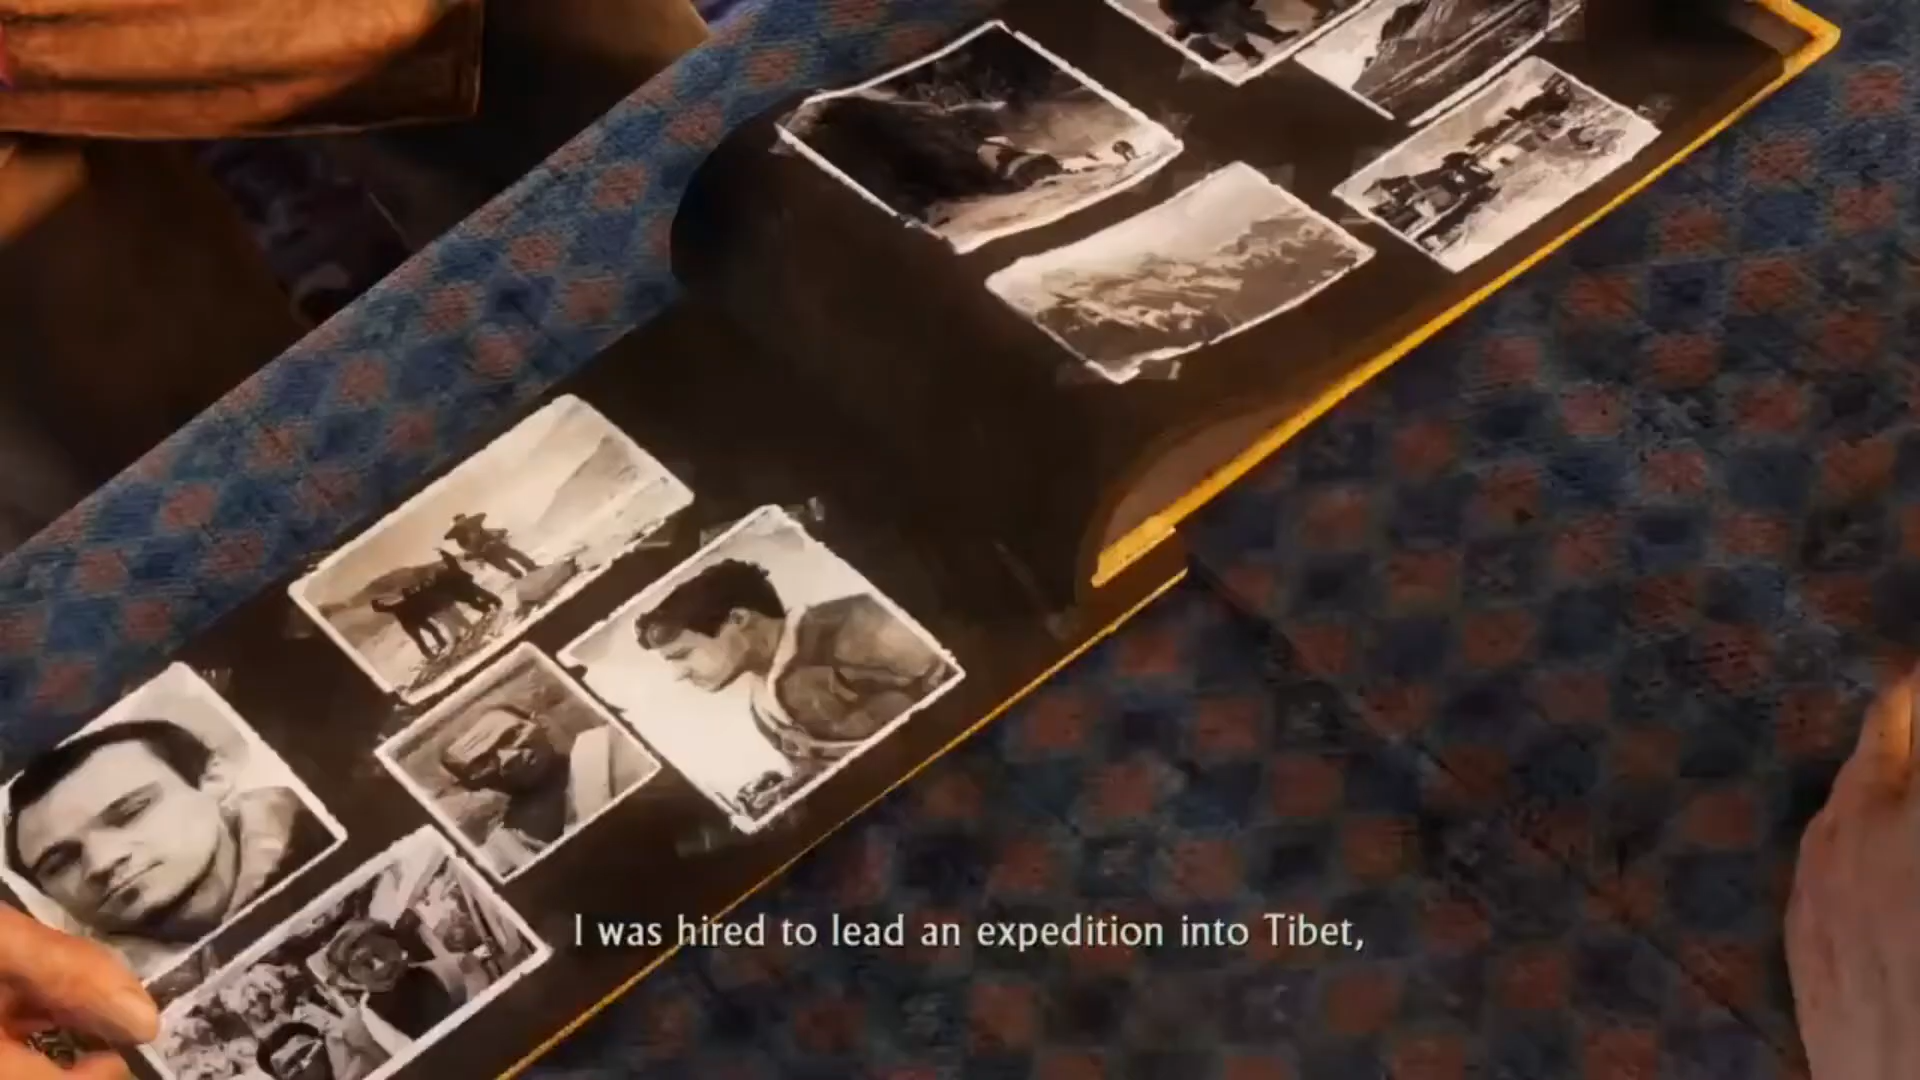 I was hired to lead an expedition into Tibet,